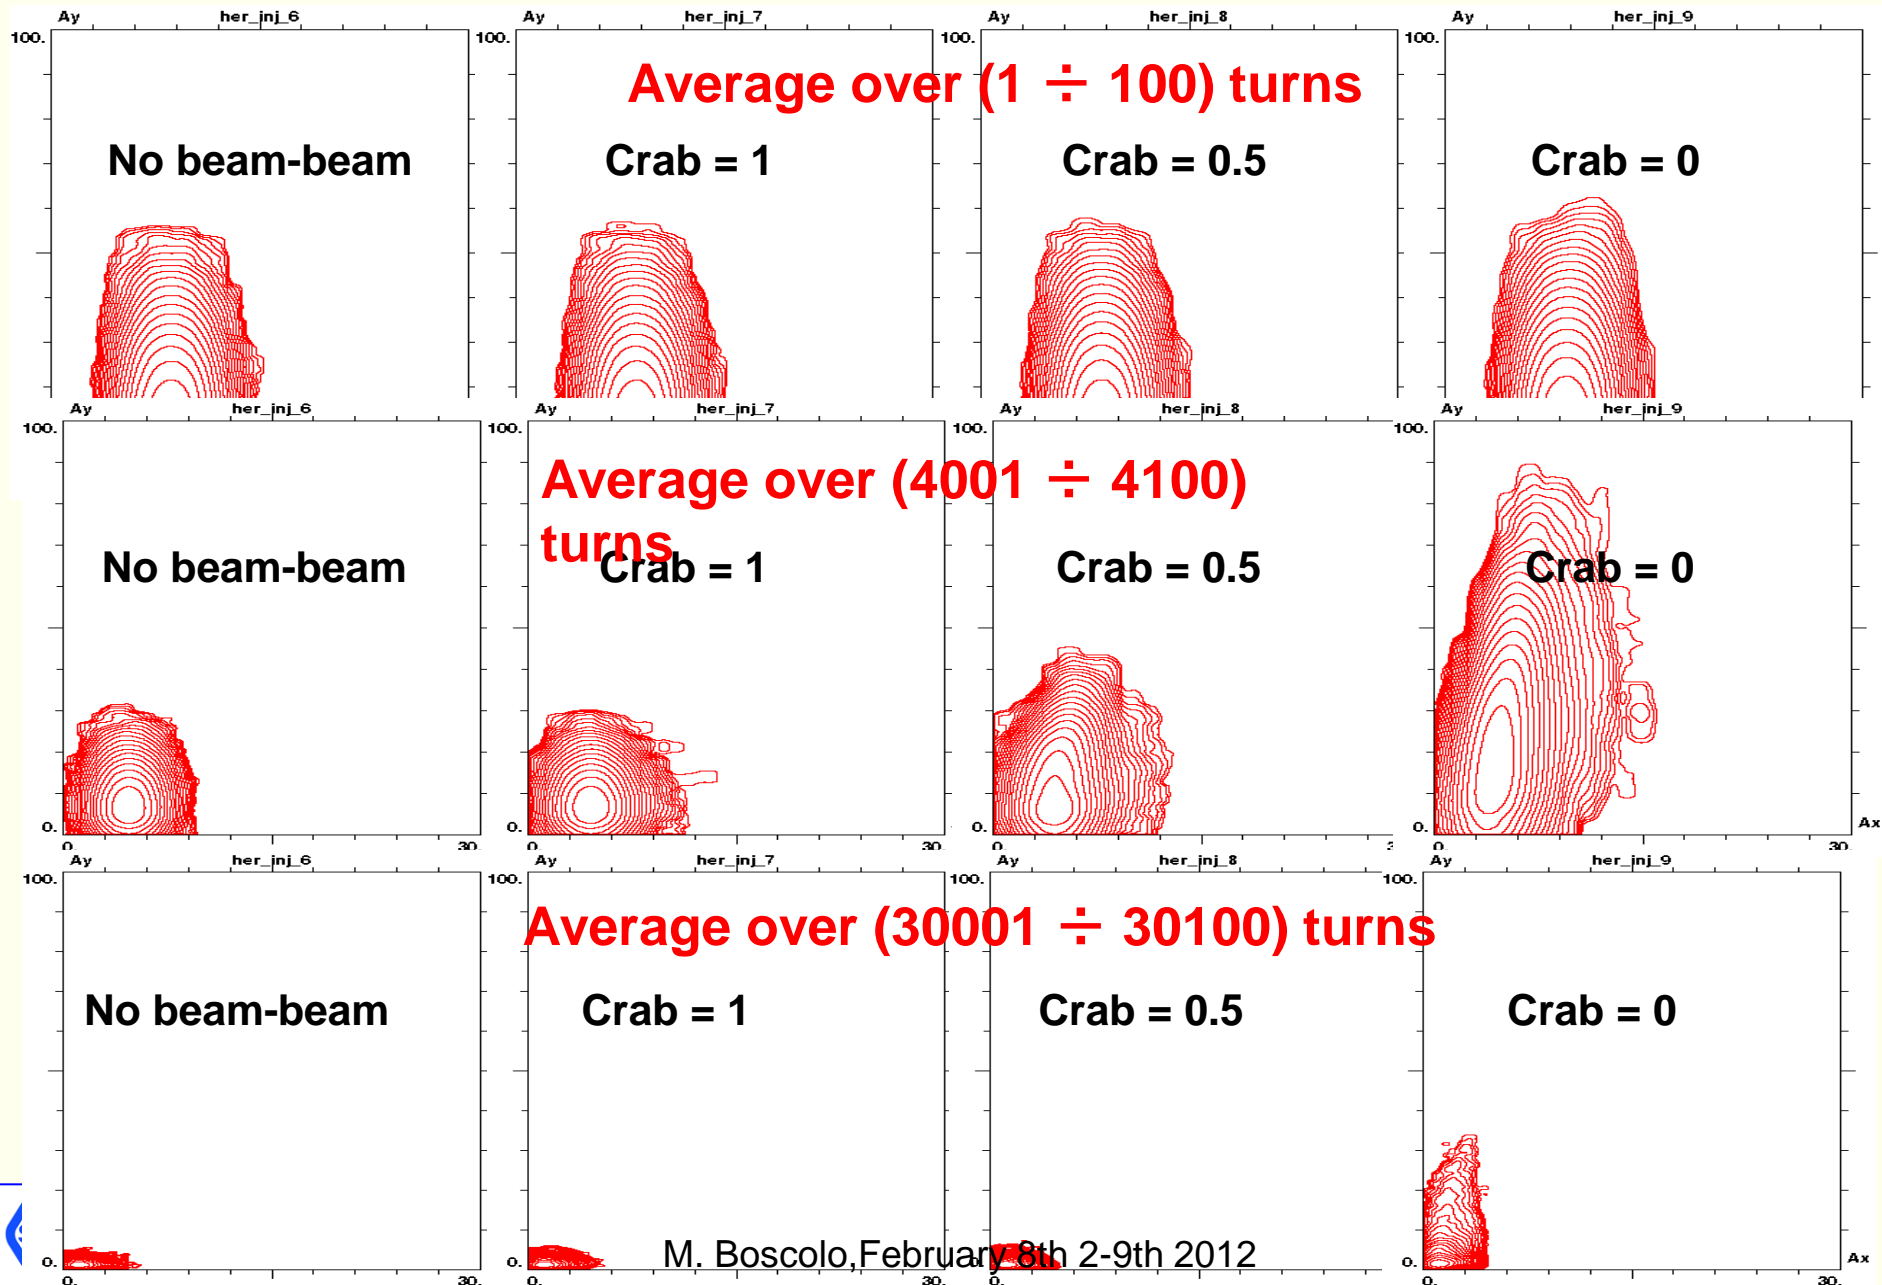 Ay her_inj_6 Ay her_inj_7 Ay her_inj_8 Ay her_inj_9
100. 100. 100. 100.
Average over (1 ÷ 100) turns
No beam-beam Crab = 1 Crab = 0.5 Crab = 0
Ay her_inj_6 Ay her_inj_7 Ay her_inj_8 Ay her_inj_9
100. 100. 100. 100.
Average over (4001 ÷ 4100)
turns
No beam-beam Crab = 1 Crab = 0.5 Crab = 0
0. 0. 0. 0. Ax
0. 30. 0. 30. 0. 0. 30.
Ay her_inj_6 Ay her_inj_7 Ay her_inj_8 Ay her_inj_9
100. 100. 100. 100.
Average over (30001 ÷ 30100) turns
No beam-beam Crab = 1 Crab = 0.5 Crab = 0
M. Boscolo,February 8th 2-9th 2012
0. 0. 0. Ax
0. 30. 0. 30. 0. 0. 30.